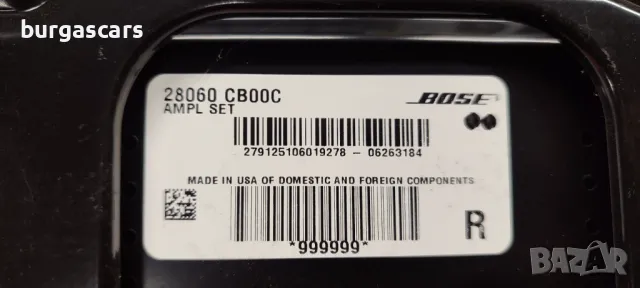 burgascars
28060 CB00C
AMPL SET
BOSE
279125106019278 - 06263184
MADE IN USA OF DOMESTIC AND FOREIGN COMPONENTS
*999999*
R
BAZAR